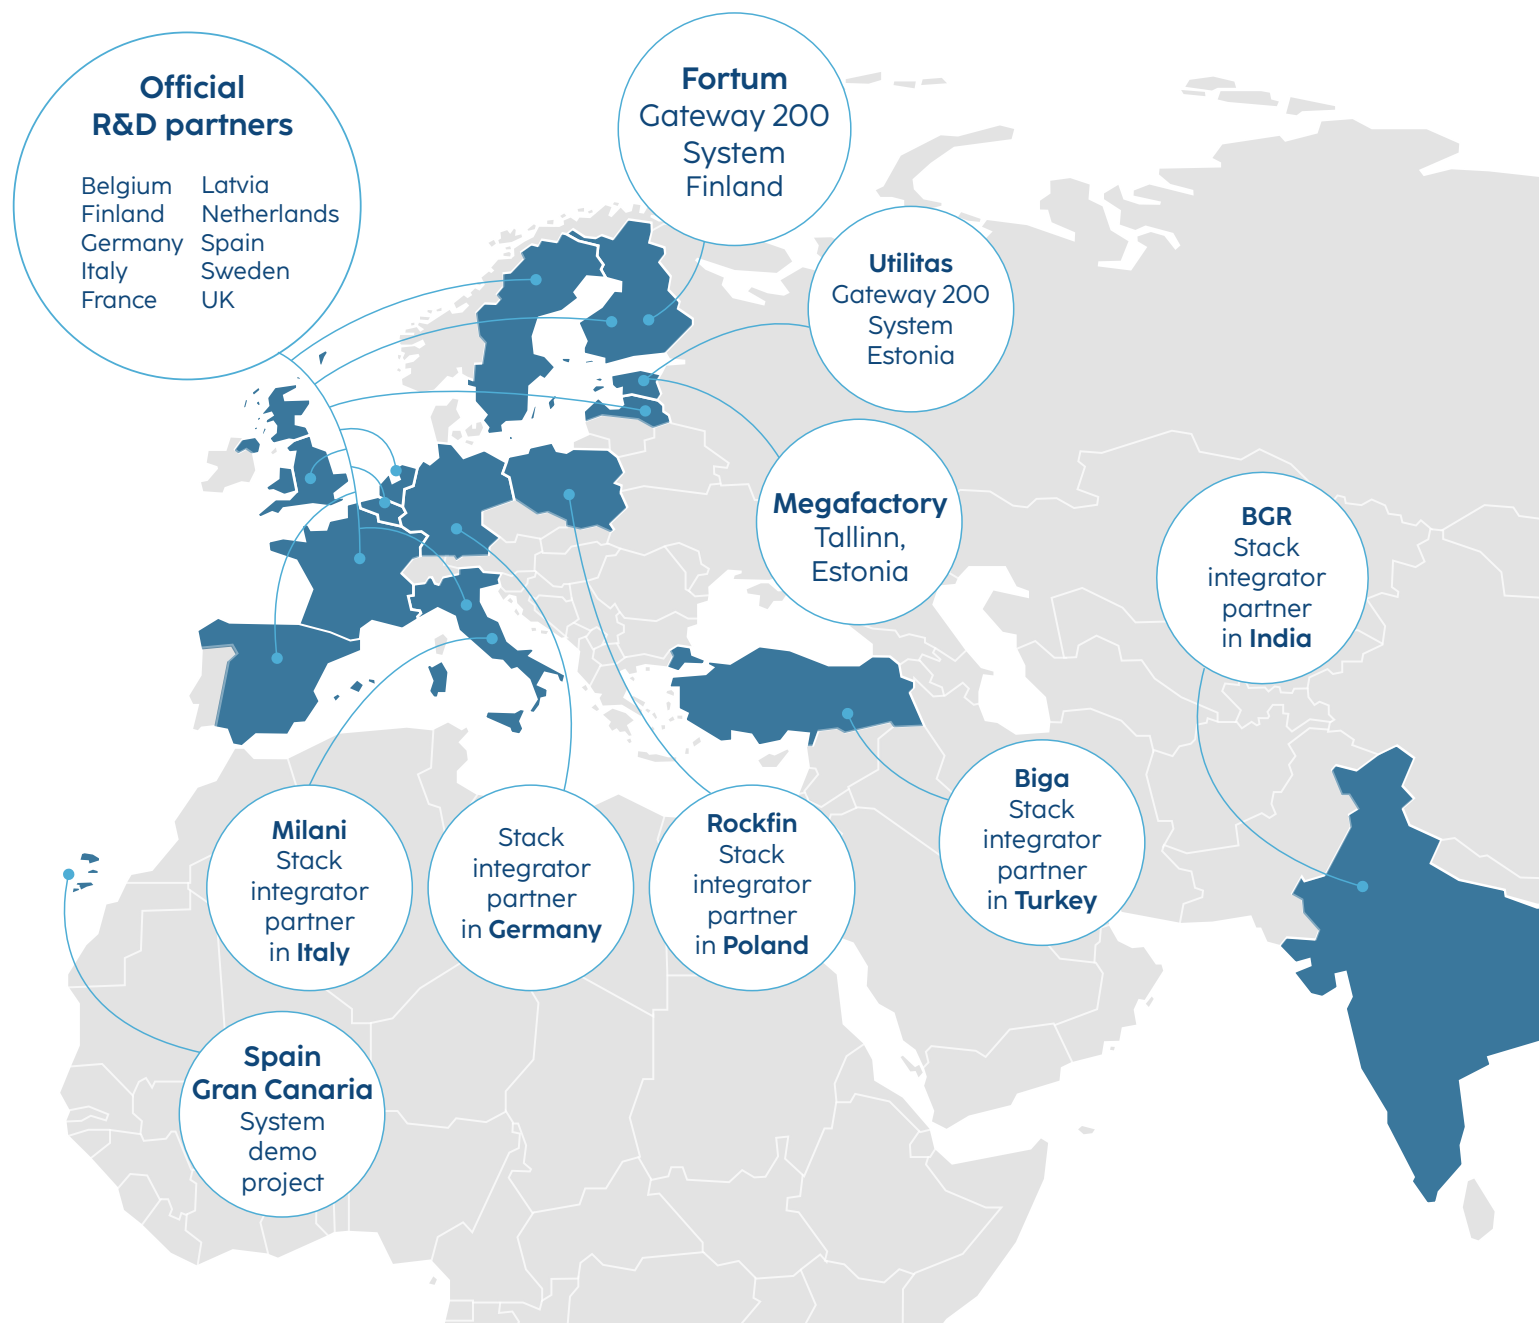 Official
R&D partners
Belgium
Finland
Germany
Italy
France
Latvia
Netherlands
Spain
Sweden
UK
Fortum
Gateway 200
System
Finland
Utilitas
Gateway 200
System
Estonia
Megafactory
Tallinn,
Estonia
BGR
Stack
integrator
partner
in India
Milani
Stack
integrator
partner
in Italy
Stack
integrator
partner
in Germany
Rockfin
Stack
integrator
partner
in Poland
Biga
Stack
integrator
partner
in Turkey
Spain
Gran Canaria
System
demo
project